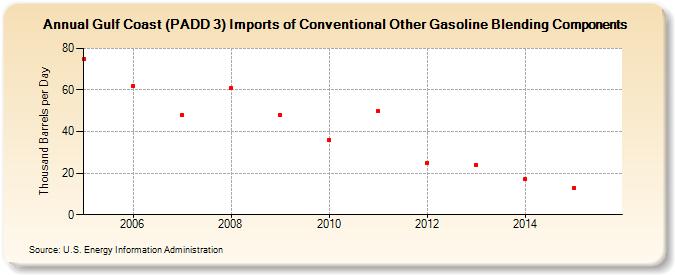 Annual Gulf Coast (PADD 3) Imports of Conventional Other Gasoline Blending Components
Thousand Barrels per Day
80
60
40
20
0
2006 2008 2010 2012 2014
Source: U.S. Energy Information Administration